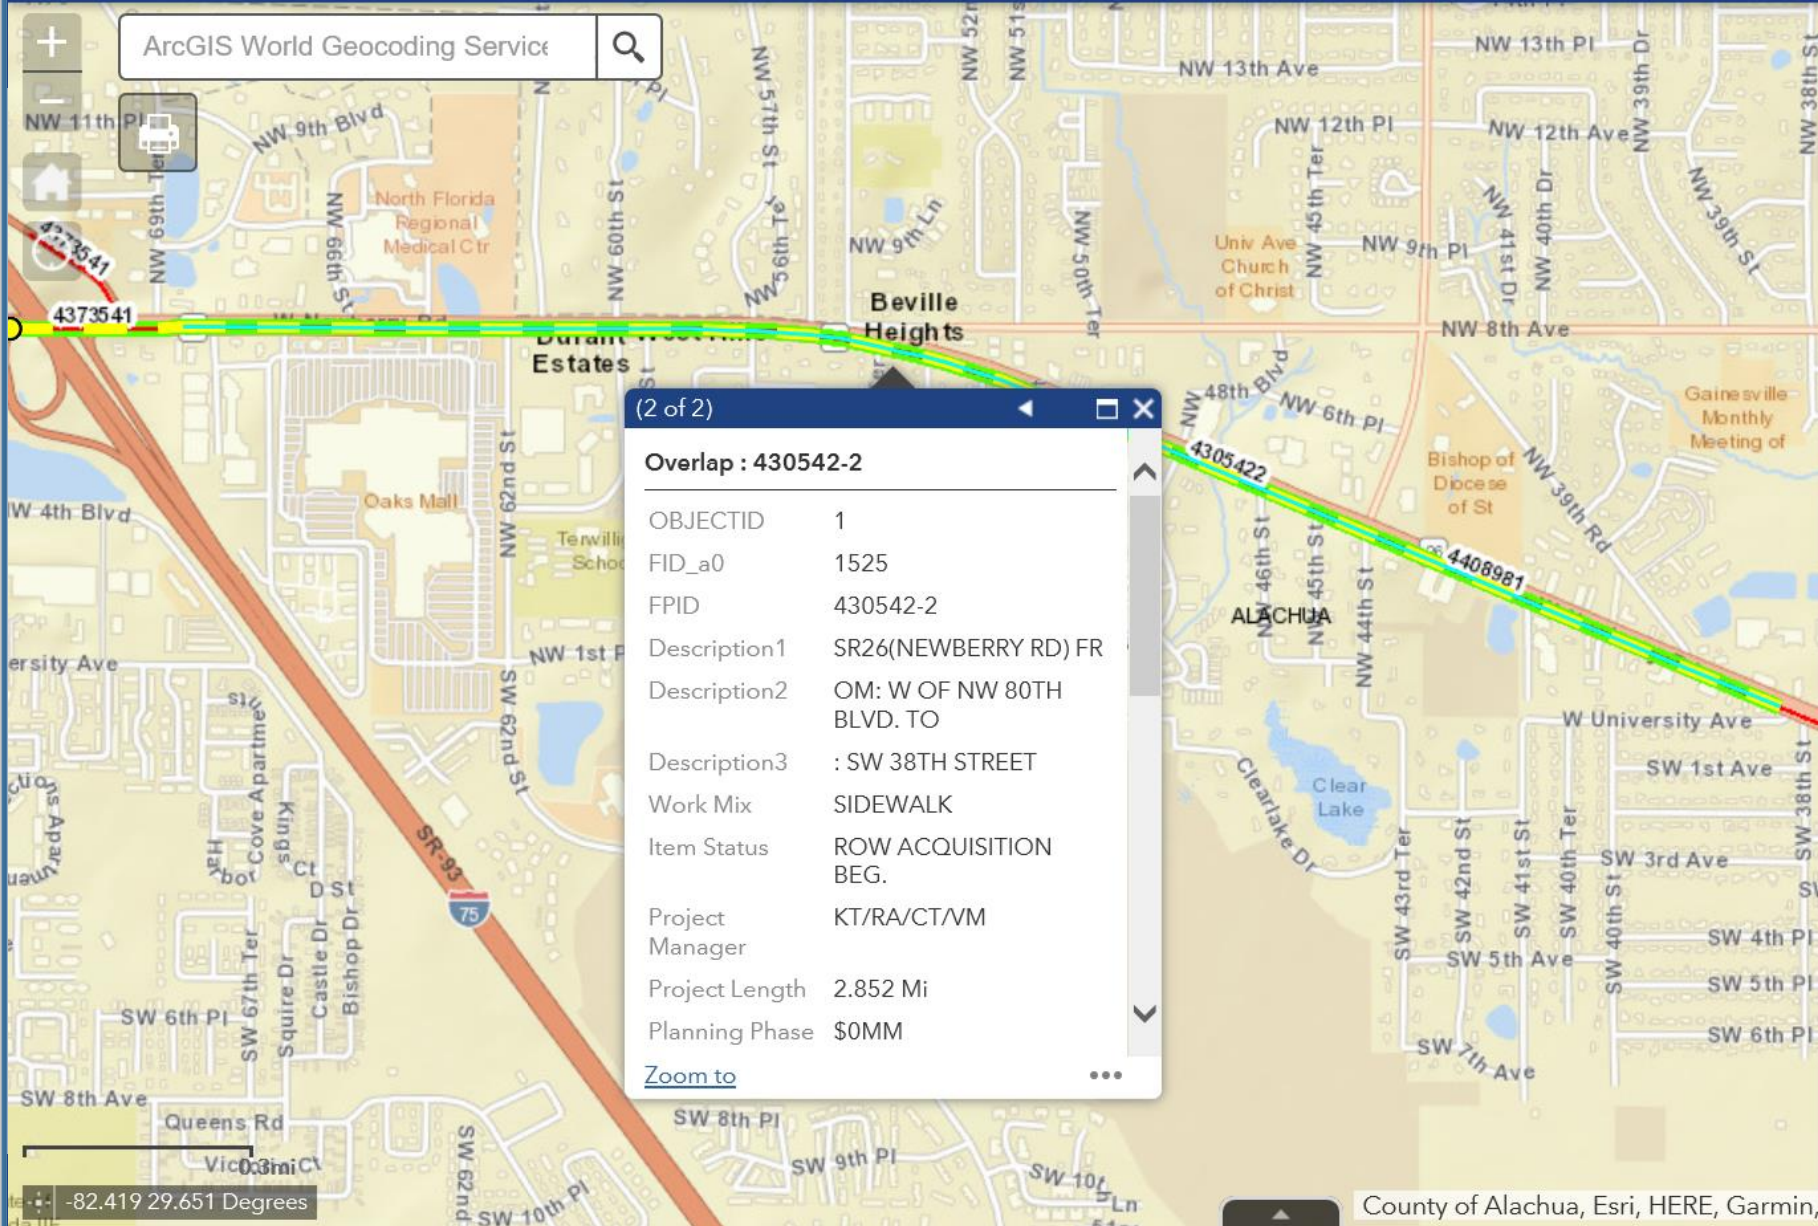 ArcGIS World Geocoding Service
NW 52n
NW 51s
NW 13th Pl
NW 13th Ave
NW 39th Dr
NW 38th St
NW 57th St
NW 11th Pl
NW 9th Blvd
NW 12th Pl
NW 12th Ave
NW 69th Ter
NW 66th St
North Florida
Regional
Medical Ctr
NW 60th St
NW 56th Ter
NW 9th Ln
NW 50th Ter
Univ Ave
Church
of Christ
NW 45th Ter
NW 9th Pl
NW 41st Dr
NW 40th Dr
NW 39th St
4373541
4373541
Beville
Heights
NW 8th Ave
Durant
Estates
NW 48th Blvd
NW 6th Pl
Gainesville
Monthly
Meeting of
(2 of 2)
Overlap : 430542-2
OBJECTID 1
FID_a0 1525
FPID 430542-2
Description1 SR26(NEWBERRY RD) FR
Description2 OM: W OF NW 80TH
BLVD. TO
Description3 : SW 38TH STREET
Work Mix SIDEWALK
Item Status ROW ACQUISITION
BEG.
Project
Manager KT/RA/CT/VM
Project Length 2.852 Mi
Planning Phase $0MM
Zoom to
4305422
Bishop of
Diocese
of St
NW 39th Rd
4408981
Oaks Mall
NW 62nd St
NW 4th Blvd
Terwilli
Schoo
NW 46th St
NW 45th St
NW 44th St
ALACHUA
ersity Ave
NW 1st P
SW 62nd St
W University Ave
SW 1st Ave
SW 38th St
Clear
Lake
Clearlake Dr
SW 43rd Ter
SW 42nd St
SW 41st St
SW 40th Ter
SW 40th St
SW 3rd Ave
SW 4th Pl
SW 5th Ave
SW 5th Pl
SW 6th Pl
SW 7th Ave
Harbor Cove Apartments
Kings
Ct
D St
SR-93
75
SW 67th Ter
Squire Dr
Castle Dr
Bishop Dr
SW 6th Pl
SW 8th Ave
Queens Rd
Victoria Ct
0.3mi
SW 62nd
SW 8th Pl
SW 9th Pl
SW 10th Pl
SW 10th Ln
-82.419 29.651 Degrees
County of Alachua, Esri, HERE, Garmin,